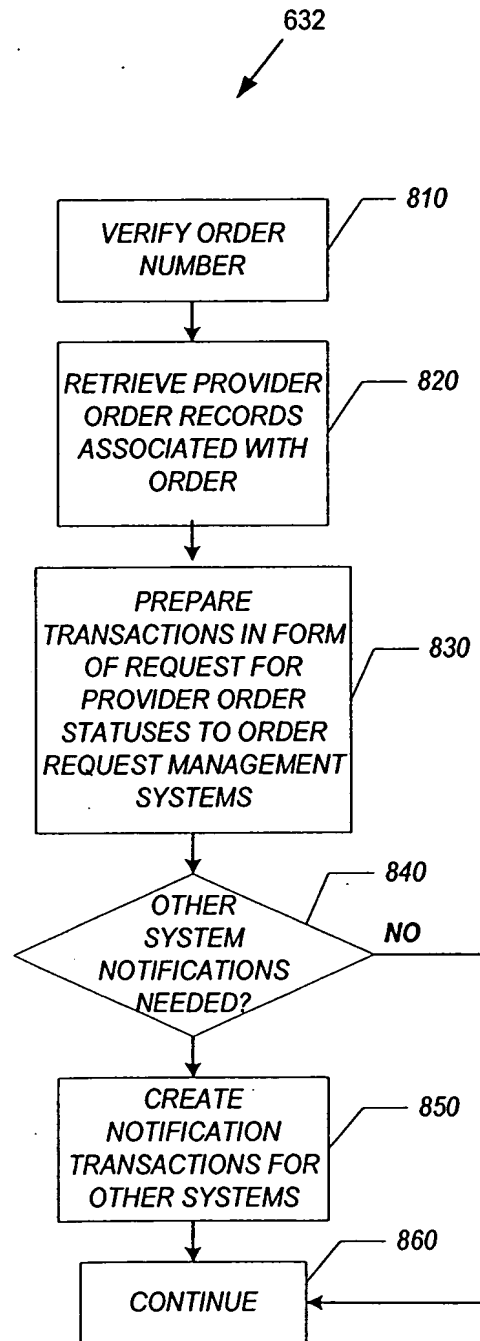 632
810
VERIFY ORDER
NUMBER
820
RETRIEVE PROVIDER
ORDER RECORDS
ASSOCIATED WITH
ORDER
PREPARE
TRANSACTIONS IN FORM
OF REQUEST FOR
PROVIDER ORDER
STATUSES TO ORDER
REQUEST MANAGEMENT
SYSTEMS
830
840
OTHER
SYSTEM
NOTIFICATIONS
NEEDED?
NO
CREATE
NOTIFICATION
TRANSACTIONS FOR
OTHER SYSTEMS
850
860
CONTINUE